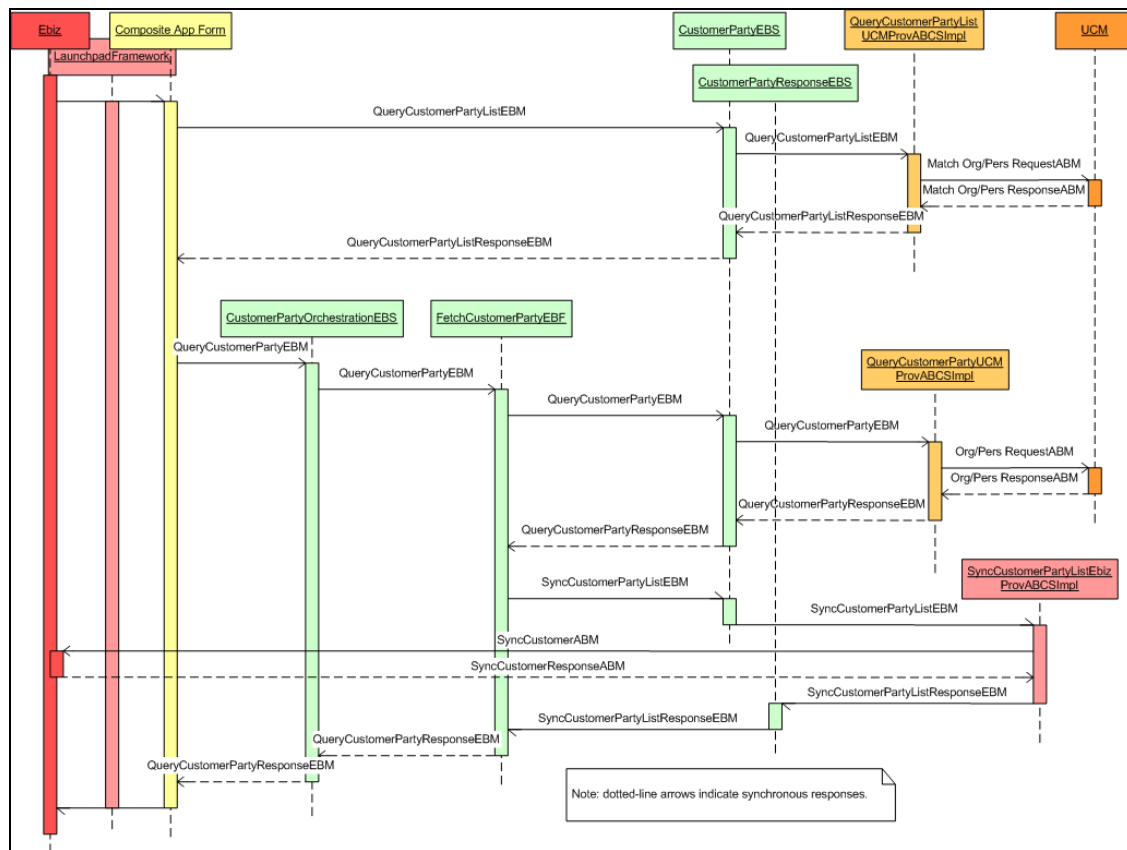 Ebiz
Composite App Form
CustomerPartyEBS
QueryCustomerPartyList
UCMProvABCSImpl
UCM
LaunchpadFramework
CustomerPartyResponseEBS
QueryCustomerPartyListEBM
QueryCustomerPartyListEBM
Match Org/Pers RequestABM
Match Org/Pers ResponseABM
QueryCustomerPartyListResponseEBM
QueryCustomerPartyListResponseEBM
CustomerPartyOrchestrationEBS
FetchCustomerPartyEBF
QueryCustomerPartyEBM
QueryCustomerPartyUCM
ProvABCSImpl
QueryCustomerPartyEBM
QueryCustomerPartyEBM
QueryCustomerPartyEBM
Org/Pers RequestABM
Org/Pers ResponseABM
QueryCustomerPartyResponseEBM
QueryCustomerPartyResponseEBM
SyncCustomerPartyListEbiz
ProvABCSImpl
SyncCustomerPartyListEBM
SyncCustomerPartyListEBM
SyncCustomerABM
SyncCustomerResponseABM
SyncCustomerPartyListResponseEBM
SyncCustomerPartyListResponseEBM
QueryCustomerPartyResponseEBM
QueryCustomerPartyResponseEBM
Note: dotted-line arrows indicate synchronous responses.